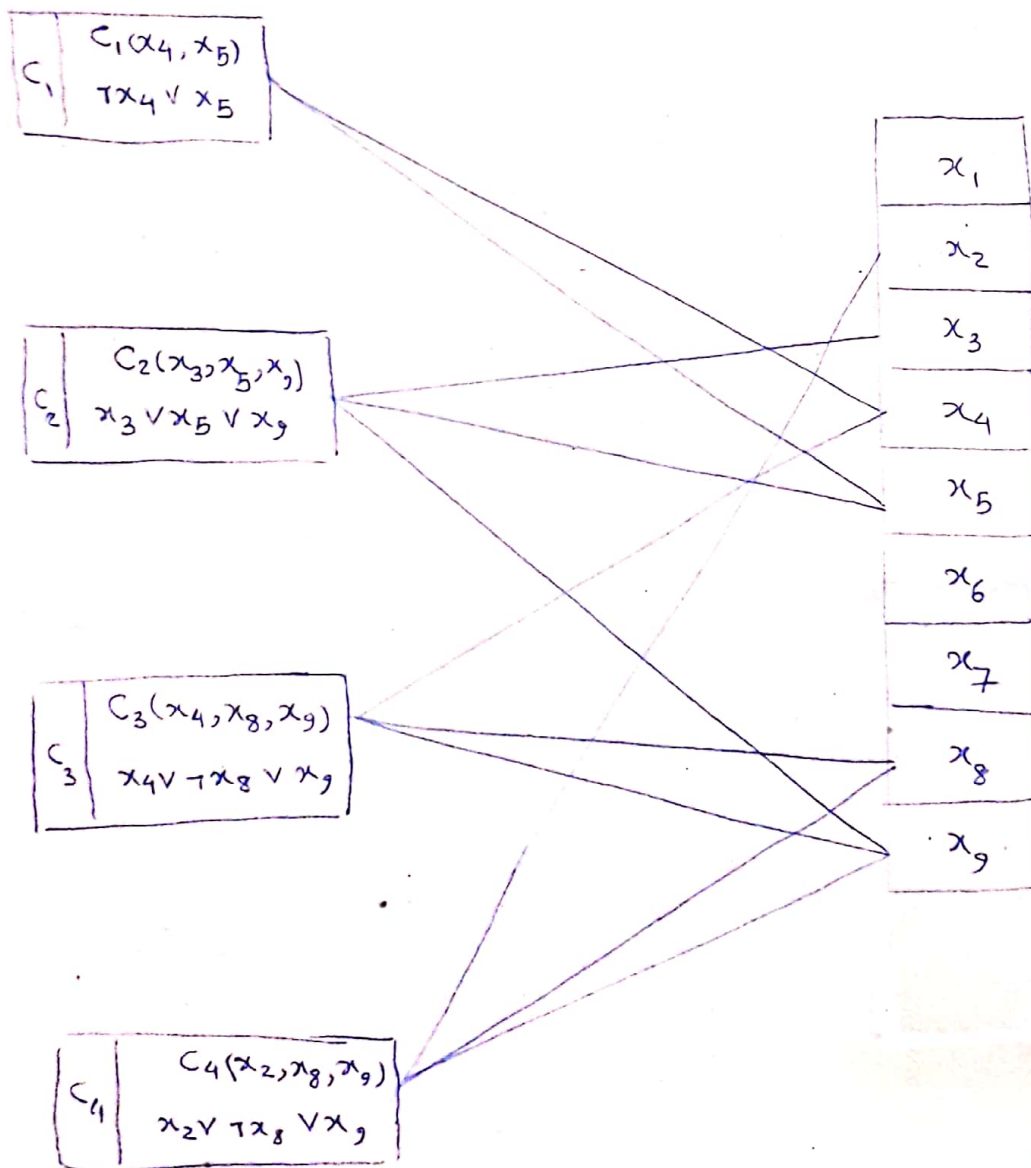 C₁
C₁(x₄, x₅)
¬x₄ ∨ x₅
C₂
C₂(x₃, x₅, x₉)
x₃ ∨ x₅ ∨ x₉
C₃
C₃(x₄, x₈, x₉)
x₄ ∨ ¬x₈ ∨ x₉
C₄
C₄(x₂, x₈, x₉)
x₂ ∨ ¬x₈ ∨ x₉
x₁
x₂
x₃
x₄
x₅
x₆
x₇
x₈
x₉